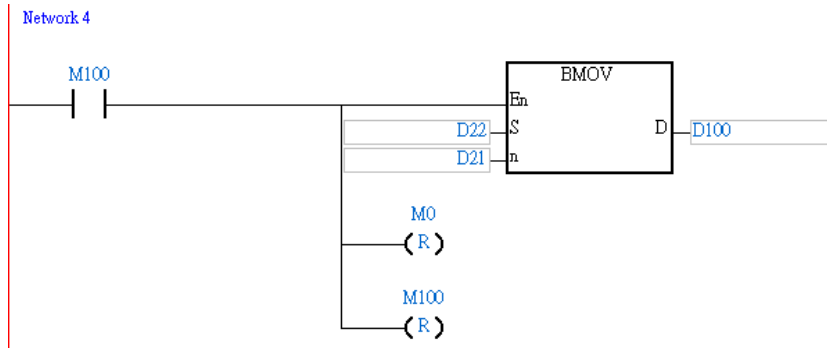 Network 4
M100
BMOV
En
D22 S D D100
D21 n
M0
R
M100
R